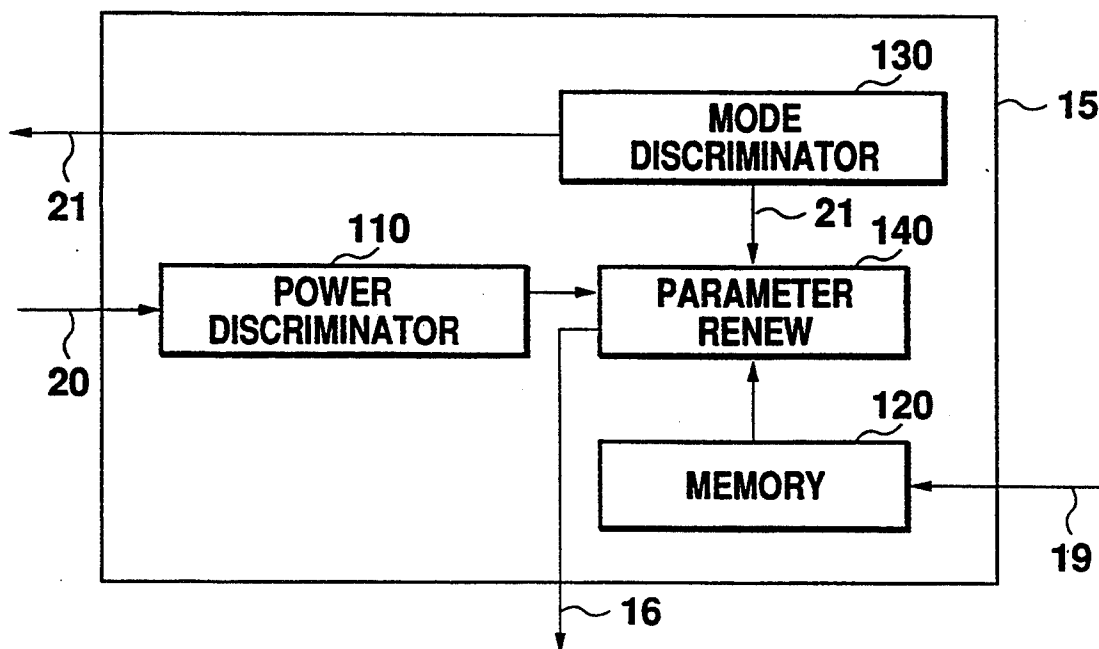 130
MODE
DISCRIMINATOR
15
21
21
110
POWER
DISCRIMINATOR
140
PARAMETER
RENEW
20
120
MEMORY
19
16